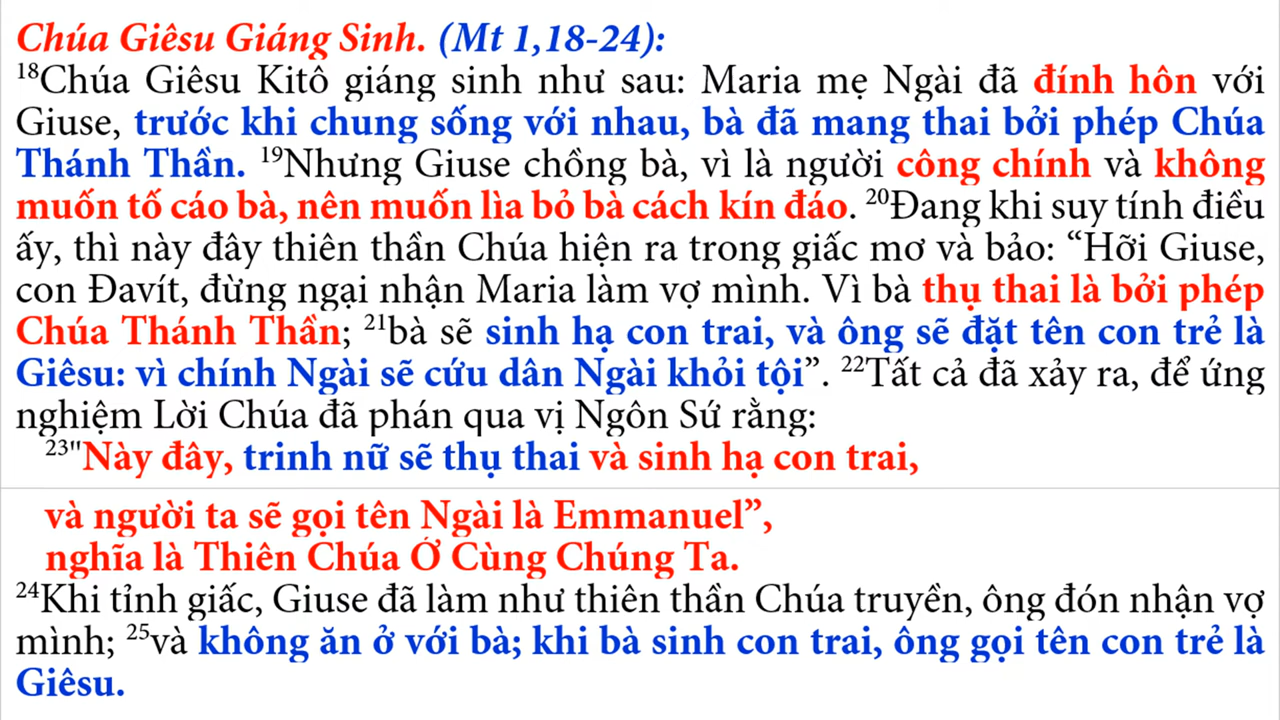 Chúa Giêsu Giáng Sinh. (Mt 1,18-24):
¹⁸Chúa Giêsu Kitô giáng sinh như sau: Maria mẹ Ngài đã đính hôn với
Giuse, trước khi chung sống với nhau, bà đã mang thai bởi phép Chúa
Thánh Thần. ¹⁹Nhưng Giuse chồng bà, vì là người công chính và không
muốn tố cáo bà, nên muốn lìa bỏ bà cách kín đáo. ²⁰Đang khi suy tính điều
ấy, thì này đây thiên thần Chúa hiện ra trong giấc mơ và bảo: “Hỡi Giuse,
con Đavít, đừng ngại nhận Maria làm vợ mình. Vì bà thụ thai là bởi phép
Chúa Thánh Thần; ²¹bà sẽ sinh hạ con trai, và ông sẽ đặt tên con trẻ là
Giêsu: vì chính Ngài sẽ cứu dân Ngài khỏi tội”. ²²Tất cả đã xảy ra, để ứng
nghiệm Lời Chúa đã phán qua vị Ngôn Sứ rằng:
²³"Này đây, trinh nữ sẽ thụ thai và sinh hạ con trai,
và người ta sẽ gọi tên Ngài là Emmanuel”,
nghĩa là Thiên Chúa Ở Cùng Chúng Ta.
²⁴Khi tỉnh giấc, Giuse đã làm như thiên thần Chúa truyền, ông đón nhận vợ
mình; ²⁵và không ăn ở với bà; khi bà sinh con trai, ông gọi tên con trẻ là
Giêsu.